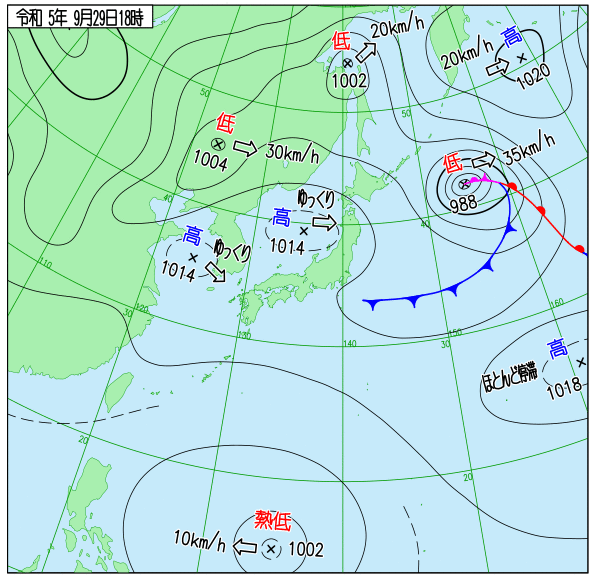 令和 5年 9月29日18時
低
20km/h
1002
20km/h
高
1020
50
50
低
30km/h
1004
低
35km/h
988
40
40
ゆっくり
高
1014
高
ゆっくり
1014
110
120
30
130
140
30
150
160
高
ほとんど停滞
1018
20
20
熱低
10km/h
1002